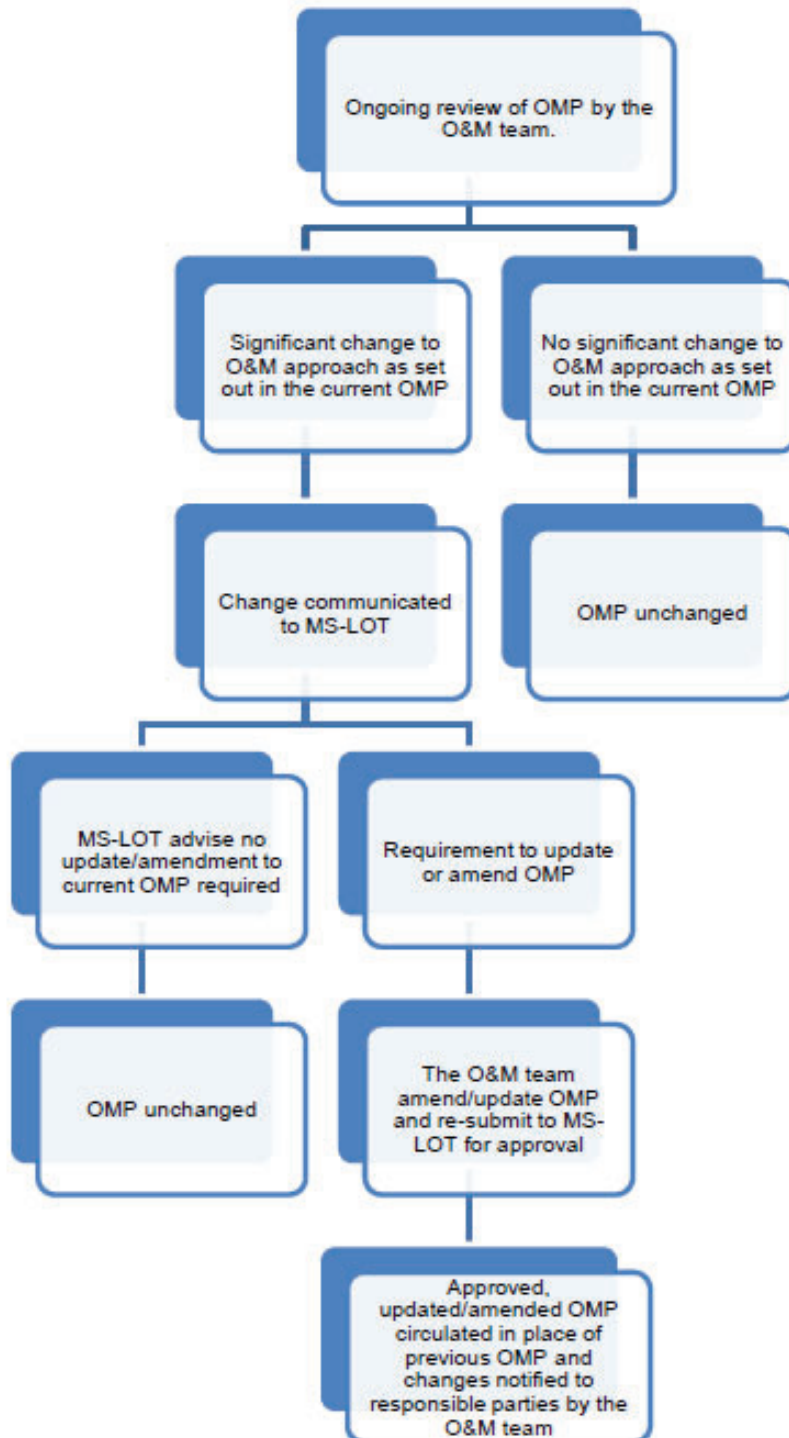 Ongoing review of OMP by the
O&M team.
Significant change to
O&M approach as set
out in the current OMP
No significant change to
O&M approach as set
out in the current OMP
Change communicated
to MS-LOT
OMP unchanged
MS-LOT advise no
update/amendment to
current OMP required
Requirement to update
or amend OMP
OMP unchanged
The O&M team
amend/update OMP
and re-submit to MS-
LOT for approval
Approved,
updated/amended OMP
circulated in place of
previous OMP and
changes notified to
responsible parties by the
O&M team